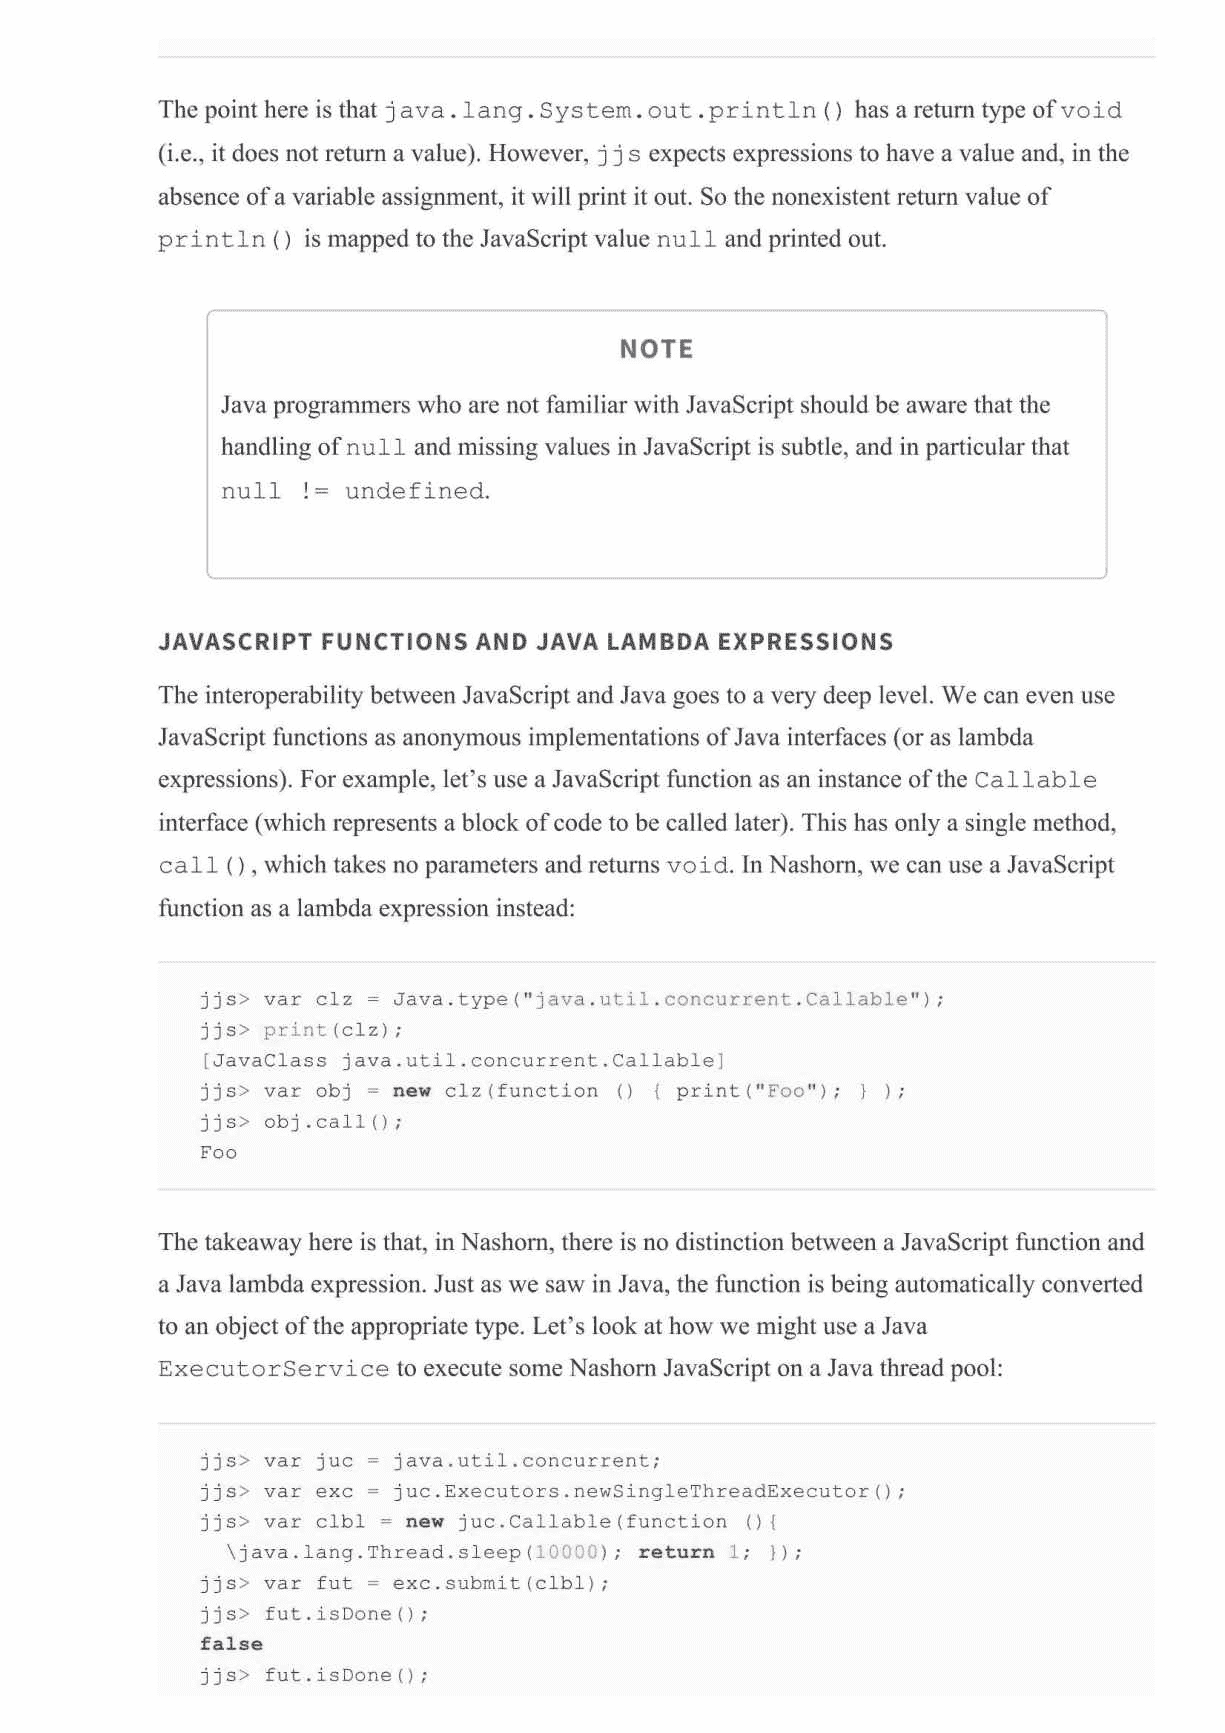 The point here is that java.lang.System.out.println() has a return type of void
(i.e., it does not return a value). However, jjs expects expressions to have a value and, in the
absence of a variable assignment, it will print it out. So the nonexistent return value of
println() is mapped to the JavaScript value null and printed out.
NOTE
Java programmers who are not familiar with JavaScript should be aware that the
handling of null and missing values in JavaScript is subtle, and in particular that
null != undefined.
JAVASCRIPT FUNCTIONS AND JAVA LAMBDA EXPRESSIONS
The interoperability between JavaScript and Java goes to a very deep level. We can even use
JavaScript functions as anonymous implementations of Java interfaces (or as lambda
expressions). For example, let’s use a JavaScript function as an instance of the Callable
interface (which represents a block of code to be called later). This has only a single method,
call(), which takes no parameters and returns void. In Nashorn, we can use a JavaScript
function as a lambda expression instead:
jjs> var clz = Java.type("java.util.concurrent.Callable");
jjs> print(clz);
[JavaClass java.util.concurrent.Callable]
jjs> var obj = new clz(function () { print("Foo"); } );
jjs> obj.call();
Foo
The takeaway here is that, in Nashorn, there is no distinction between a JavaScript function and
a Java lambda expression. Just as we saw in Java, the function is being automatically converted
to an object of the appropriate type. Let’s look at how we might use a Java
ExecutorService to execute some Nashorn JavaScript on a Java thread pool:
jjs> var juc = java.util.concurrent;
jjs> var exc = juc.Executors.newSingleThreadExecutor();
jjs> var clbl = new juc.Callable(function (){
  \java.lang.Thread.sleep(10000); return 1; });
jjs> var fut = exc.submit(clbl);
jjs> fut.isDone();
false
jjs> fut.isDone();